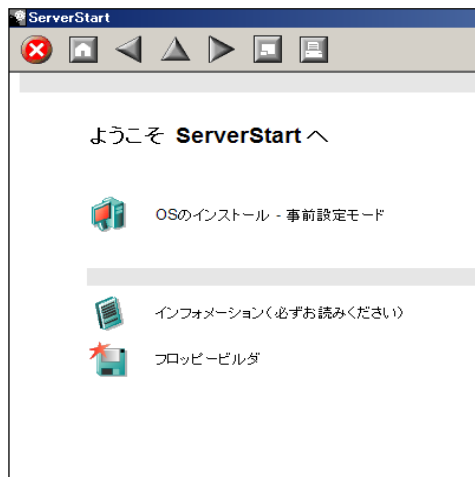 ServerStart
ようこそ ServerStart へ
OSのインストール - 事前設定モード
インフォメーション(必ずお読みください)
フロッピービルダ